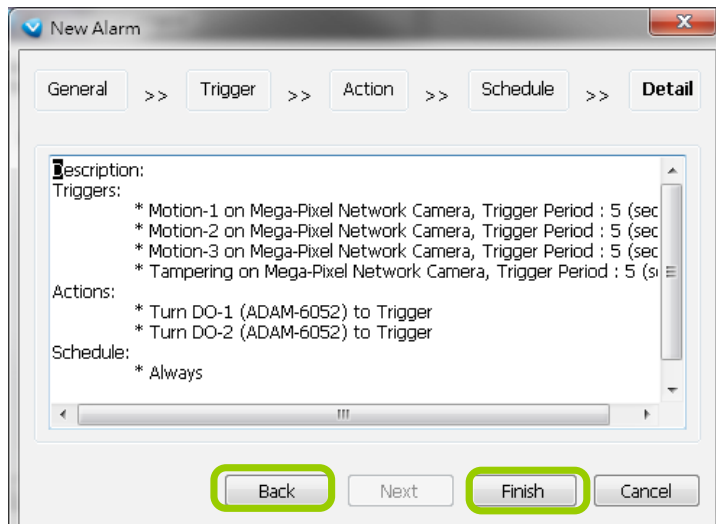 New Alarm
General >> Trigger >> Action >> Schedule >> Detail
Description:
Triggers:
* Motion-1 on Mega-Pixel Network Camera, Trigger Period : 5 (sec
* Motion-2 on Mega-Pixel Network Camera, Trigger Period : 5 (sec
* Motion-3 on Mega-Pixel Network Camera, Trigger Period : 5 (sec
* Tampering on Mega-Pixel Network Camera, Trigger Period : 5 (s
Actions:
* Turn DO-1 (ADAM-6052) to Trigger
* Turn DO-2 (ADAM-6052) to Trigger
Schedule:
* Always
Back Next Finish Cancel